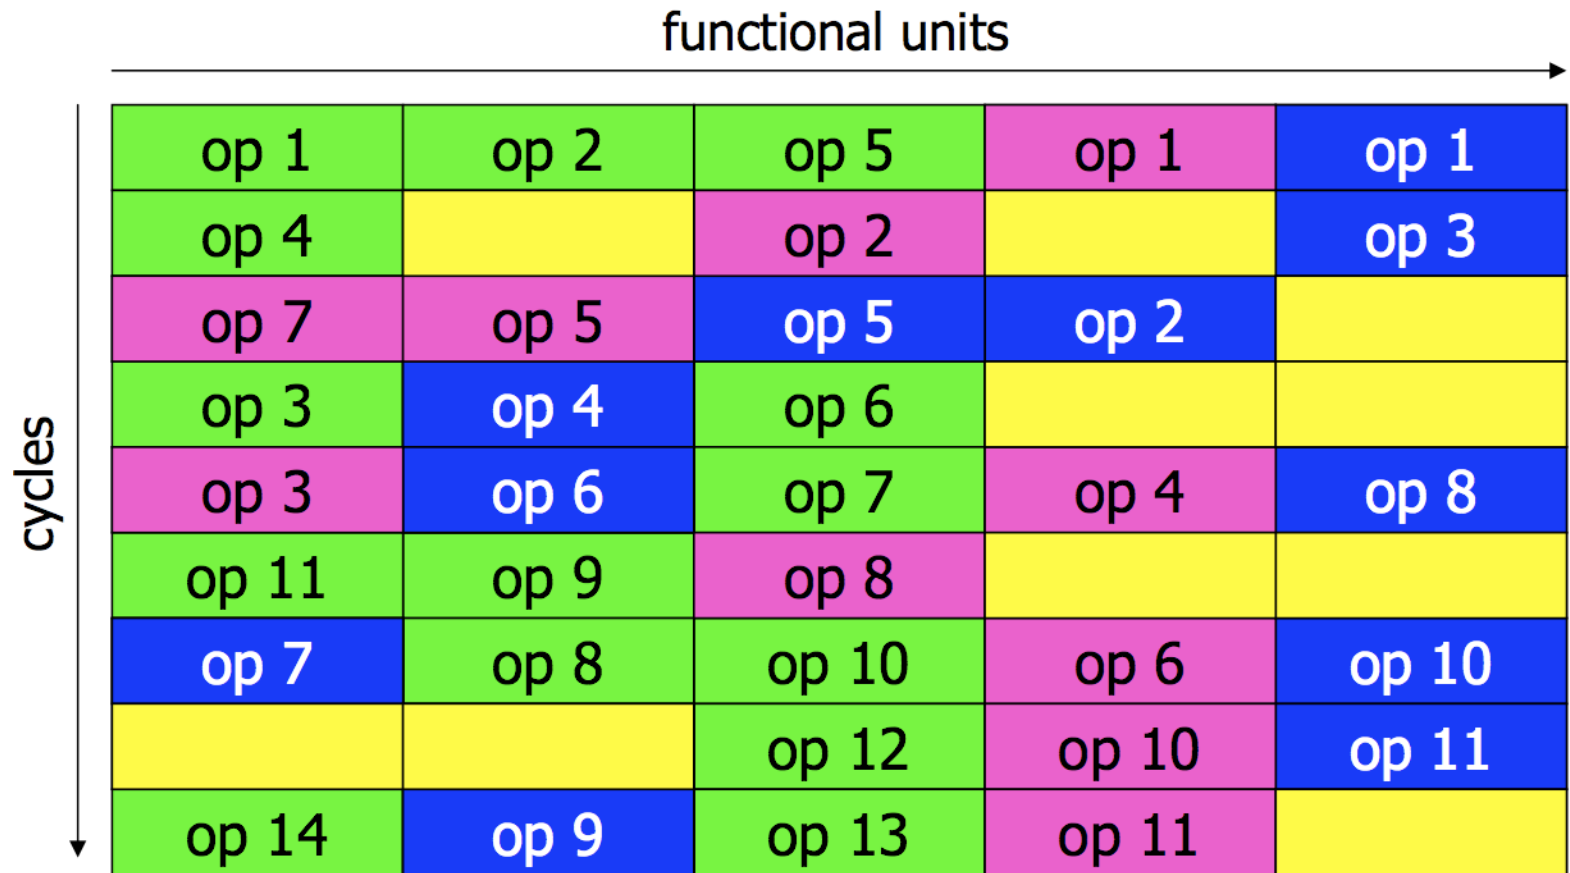 functional units
cycles
op 1 op 2 op 5 op 1 op 1
op 4 op 2 op 3
op 7 op 5 op 5 op 2
op 3 op 4 op 6
op 3 op 6 op 7 op 4 op 8
op 11 op 9 op 8
op 7 op 8 op 10 op 6 op 10
op 12 op 10 op 11
op 14 op 9 op 13 op 11